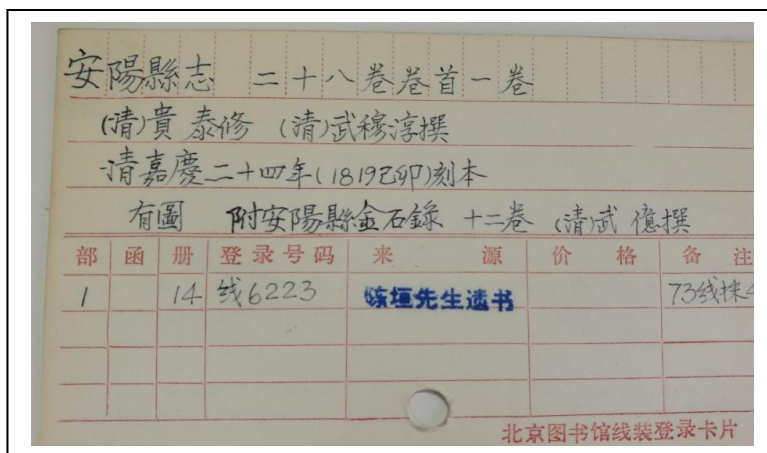 安陽縣志 二十八卷卷首一卷
(清)貴泰修 (清)武穆淳撰
清嘉慶二十四年(1819己卯)刻本
有圖 附安陽縣金石錄 十二卷 (清)武億撰
部 函 册 登录号码 来源 价格 备注
1 14 线6223 陈垣先生遗书 73线採4
北京图书馆线装登录卡片